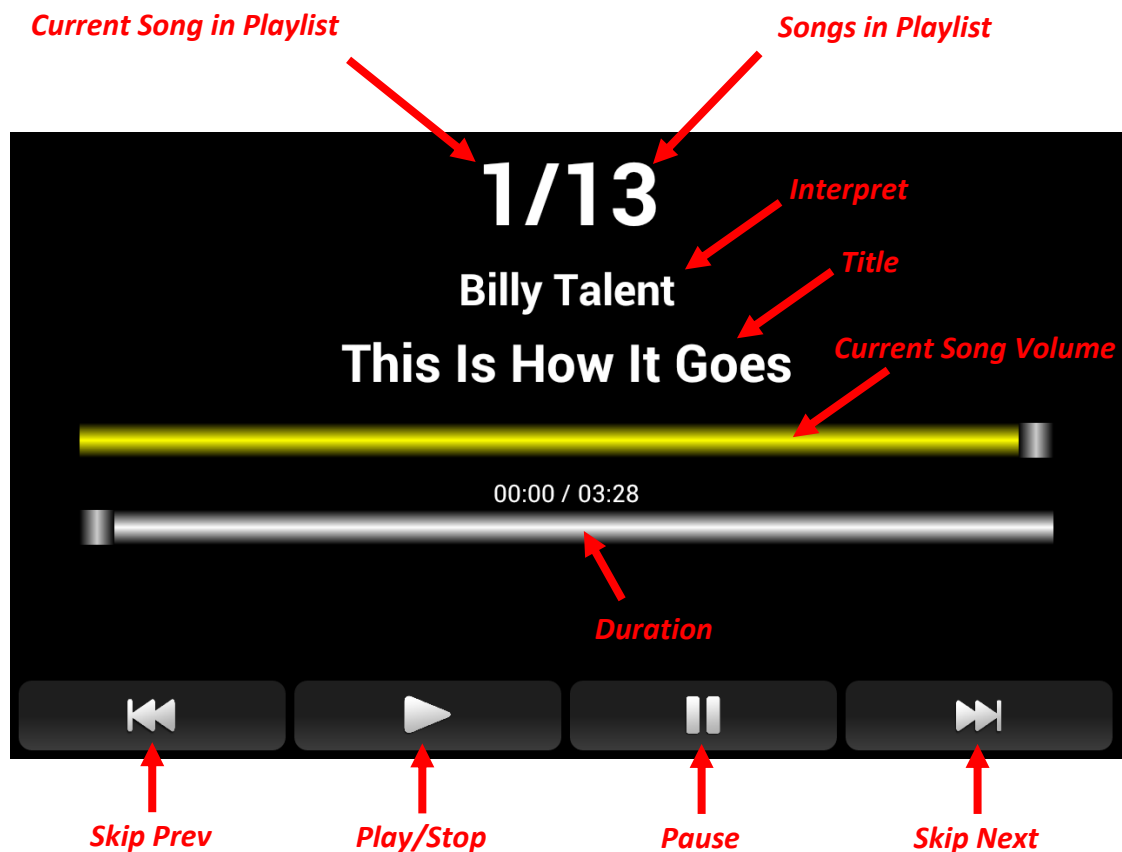 Current Song in Playlist
Songs in Playlist
1/13
Interpret
Billy Talent
Title
This Is How It Goes
Current Song Volume
00:00 / 03:28
Duration
Skip Prev
Play/Stop
Pause
Skip Next